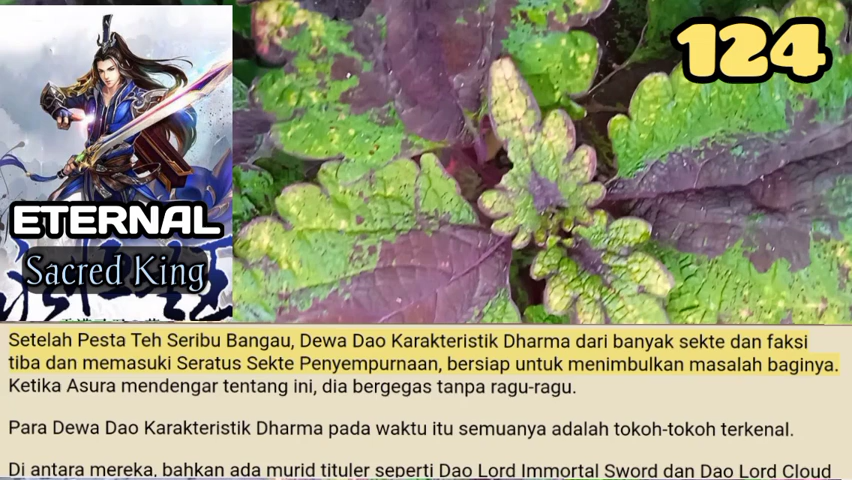 124
ETERNAL
Sacred King
Setelah Pesta Teh Seribu Bangau, Dewa Dao Karakteristik Dharma dari banyak sekte dan faksi
tiba dan memasuki Seratus Sekte Penyempurnaan, bersiap untuk menimbulkan masalah baginya.
Ketika Asura mendengar tentang ini, dia bergegas tanpa ragu-ragu.
Para Dewa Dao Karakteristik Dharma pada waktu itu semuanya adalah tokoh-tokoh terkenal.
Di antara mereka, bahkan ada murid tituler seperti Dao Lord Immortal Sword dan Dao Lord Cloud